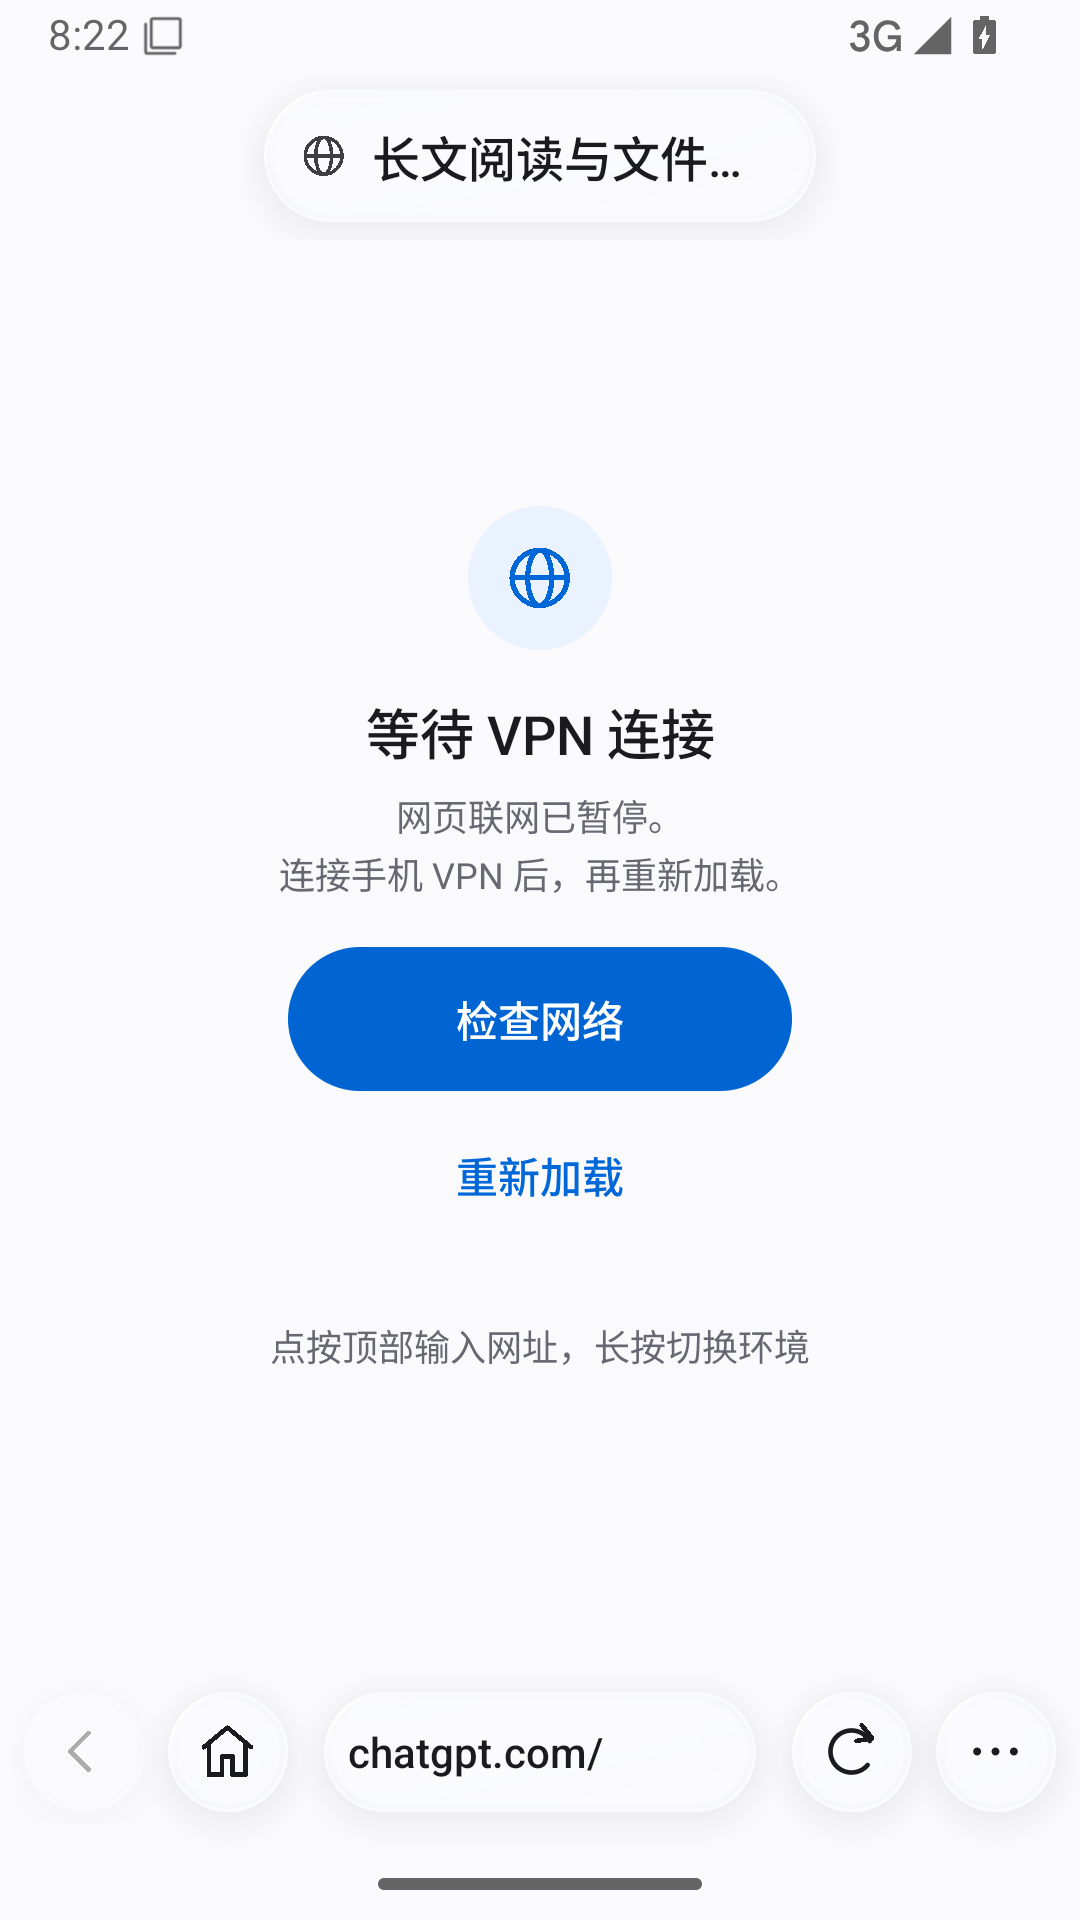 8:22
3G
长文阅读与文件...
等待 VPN 连接
网页联网已暂停。
连接手机 VPN 后，再重新加载。
检查网络
重新加载
点按顶部输入网址，长按切换环境
chatgpt.com/